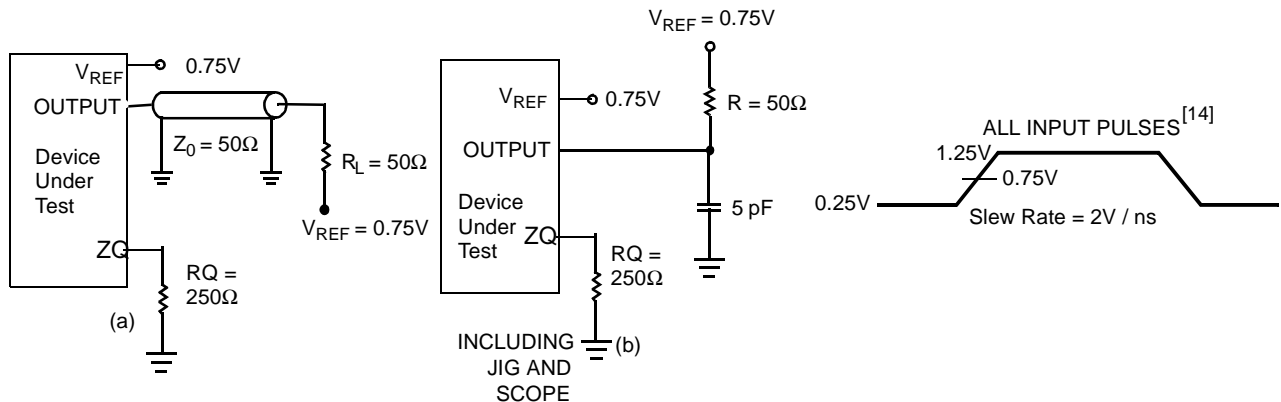 V_REF
0.75V
OUTPUT
Z_0 = 50Ω
Device
Under
Test
R_L = 50Ω
V_REF = 0.75V
ZQ
RQ =
250Ω
(a)
V_REF = 0.75V
V_REF
0.75V
R = 50Ω
OUTPUT
Device
Under
Test
5 pF
ZQ
RQ =
250Ω
INCLUDING
JIG AND
SCOPE
(b)
ALL INPUT PULSES[14]
1.25V
0.75V
0.25V
Slew Rate = 2V / ns